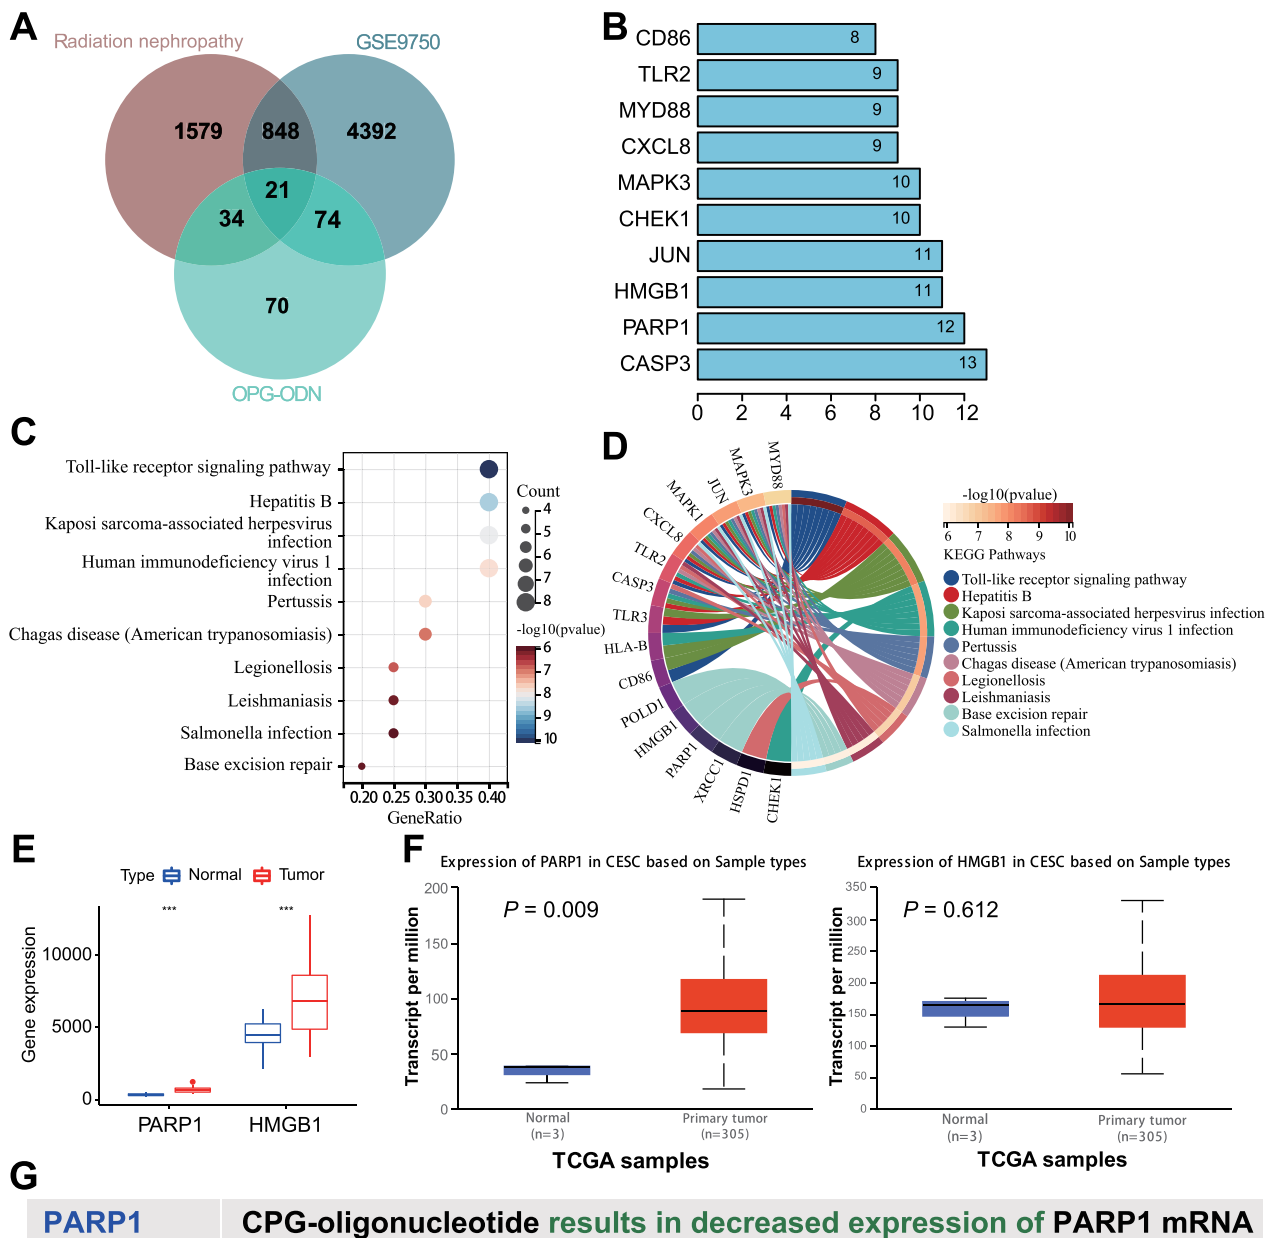 A
Radiation nephropathy
GSE9750
1579
848
4392
21
34
74
70
OPG-ODN
B
CD86
8
TLR2
9
MYD88
9
CXCL8
9
MAPK3
10
CHEK1
10
JUN
11
HMGB1
11
PARP1
12
CASP3
13
0 2 4 6 8 10 12
C
Toll-like receptor signaling pathway
Hepatitis B
Kaposi sarcoma-associated herpesvirus
infection
Human immunodeficiency virus 1
infection
Pertussis
Chagas disease (American trypanosomiasis)
Legionellosis
Leishmaniasis
Salmonella infection
Base excision repair
0.20 0.25 0.30 0.35 0.40
GeneRatio
Count
4
5
6
7
8
-log10(pvalue)
6
7
8
9
10
D
MYD88
MAPK3
JUN
MAPK1
CXCL8
TLR2
CASP3
TLR3
HLA-B
CD86
POLD1
HMGB1
PARP1
XRCC1
HSPD1
CHEK1
-log10(pvalue)
6 7 8 9 10
KEGG Pathways
Toll-like receptor signaling pathway
Hepatitis B
Kaposi sarcoma-associated herpesvirus infection
Human immunodeficiency virus 1 infection
Pertussis
Chagas disease (American trypanosomiasis)
Legionellosis
Leishmaniasis
Base excision repair
Salmonella infection
E
Type Normal Tumor
*** ***
Gene expression
10000
5000
0
PARP1 HMGB1
F
Expression of PARP1 in CESC based on Sample types
P = 0.009
Transcript per million
200
150
100
50
0
Normal
(n=3)
Primary tumor
(n=305)
TCGA samples
Expression of HMGB1 in CESC based on Sample types
P = 0.612
Transcript per million
350
300
250
200
150
100
50
0
Normal
(n=3)
Primary tumor
(n=305)
TCGA samples
G
PARP1 CPG-oligonucleotide results in decreased expression of PARP1 mRNA